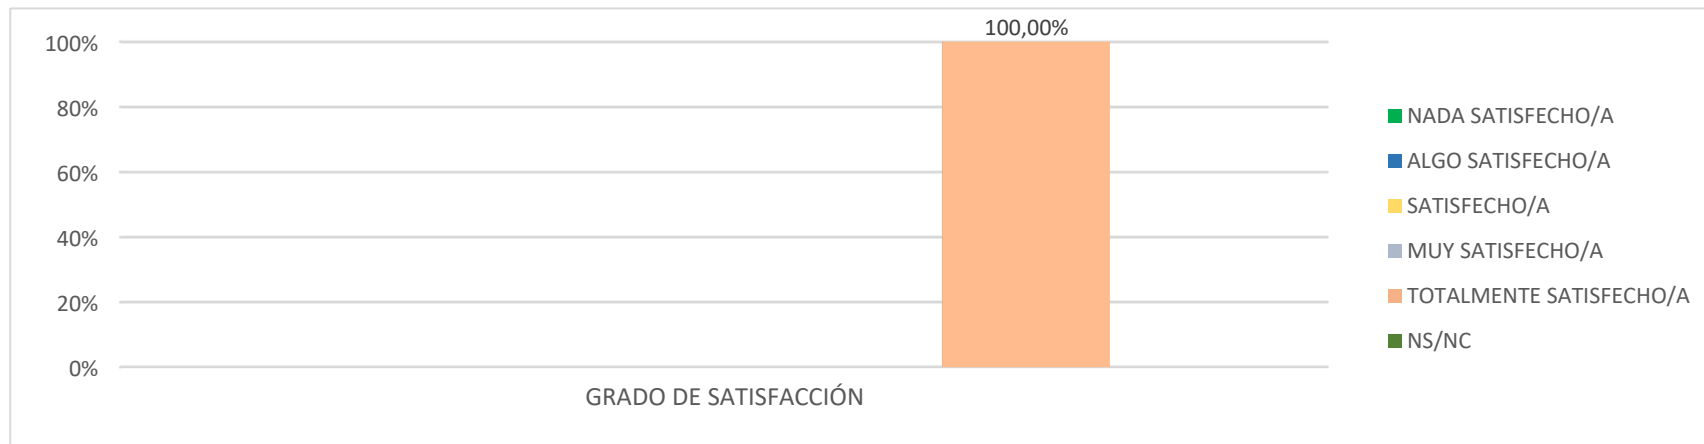 100,00%
100%
80%
60%
40%
20%
0%
GRADO DE SATISFACCIÓN
NADA SATISFECHO/A
ALGO SATISFECHO/A
SATISFECHO/A
MUY SATISFECHO/A
TOTALMENTE SATISFECHO/A
NS/NC